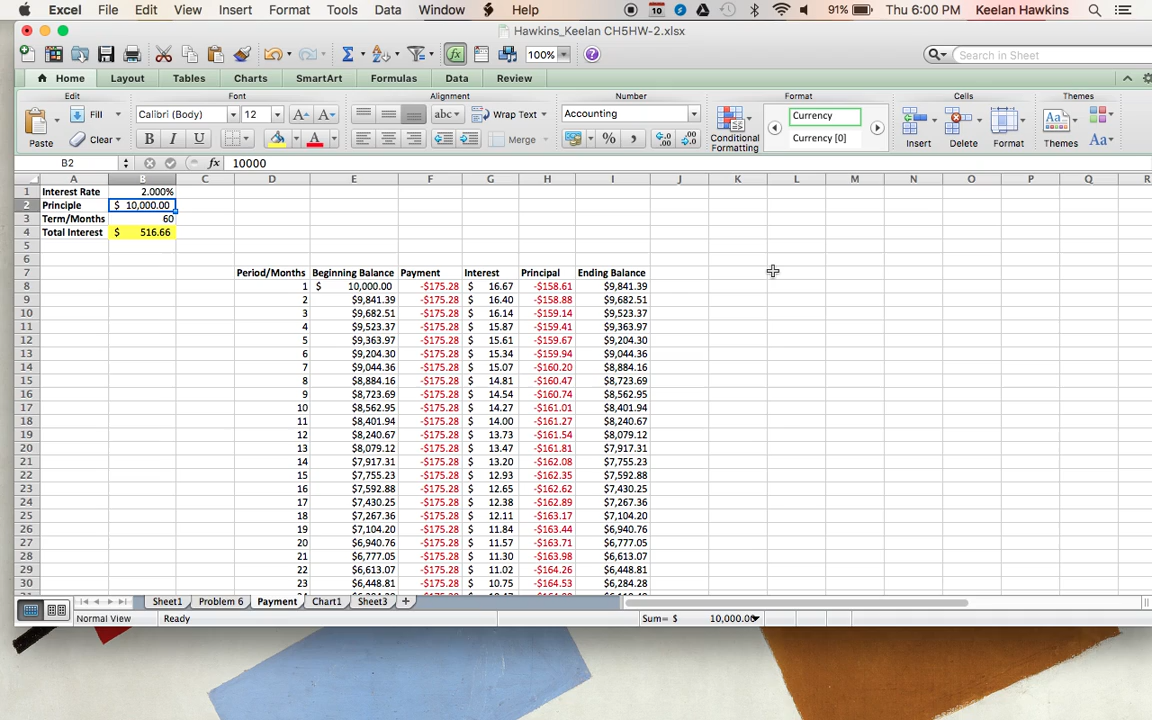 Excel File Edit View Insert Format Tools Data Window Help 10 91% Thu 6:00 PM Keelan Hawkins
Hawkins_Keelan CH5HW-2.xlsx
100% Search in Sheet
Home Layout Tables Charts SmartArt Formulas Data Review
Edit Font Alignment Number Format Cells Themes
Paste Fill Calibri (Body) 12 abc Wrap Text Accounting Conditional Formatting Currency Insert Delete Format Themes Aa
Clear B I U A Merge % , Currency [0]
B2 fx 10000
A B C D E F G H I J K L M N O P Q R
1 Interest Rate 2.000%
2 Principle $ 10,000.00
3 Term/Months 60
4 Total Interest $ 516.66
5
6
7 Period/Months Beginning Balance Payment Interest Principal Ending Balance
8 1 $ 10,000.00 -$175.28 $ 16.67 -$158.61 $9,841.39
9 2 $9,841.39 -$175.28 $ 16.40 -$158.88 $9,682.51
10 3 $9,682.51 -$175.28 $ 16.14 -$159.14 $9,523.37
11 4 $9,523.37 -$175.28 $ 15.87 -$159.41 $9,363.97
12 5 $9,363.97 -$175.28 $ 15.61 -$159.67 $9,204.30
13 6 $9,204.30 -$175.28 $ 15.34 -$159.94 $9,044.36
14 7 $9,044.36 -$175.28 $ 15.07 -$160.20 $8,884.16
15 8 $8,884.16 -$175.28 $ 14.81 -$160.47 $8,723.69
16 9 $8,723.69 -$175.28 $ 14.54 -$160.74 $8,562.95
17 10 $8,562.95 -$175.28 $ 14.27 -$161.01 $8,401.94
18 11 $8,401.94 -$175.28 $ 14.00 -$161.27 $8,240.67
19 12 $8,240.67 -$175.28 $ 13.73 -$161.54 $8,079.12
20 13 $8,079.12 -$175.28 $ 13.47 -$161.81 $7,917.31
21 14 $7,917.31 -$175.28 $ 13.20 -$162.08 $7,755.23
22 15 $7,755.23 -$175.28 $ 12.93 -$162.35 $7,592.88
23 16 $7,592.88 -$175.28 $ 12.65 -$162.62 $7,430.25
24 17 $7,430.25 -$175.28 $ 12.38 -$162.89 $7,267.36
25 18 $7,267.36 -$175.28 $ 12.11 -$163.17 $7,104.20
26 19 $7,104.20 -$175.28 $ 11.84 -$163.44 $6,940.76
27 20 $6,940.76 -$175.28 $ 11.57 -$163.71 $6,777.05
28 21 $6,777.05 -$175.28 $ 11.30 -$163.98 $6,613.07
29 22 $6,613.07 -$175.28 $ 11.02 -$164.26 $6,448.81
30 23 $6,448.81 -$175.28 $ 10.75 -$164.53 $6,284.28
Sheet1 Problem 6 Payment Chart1 Sheet3 +
Normal View Ready Sum= $ 10,000.00